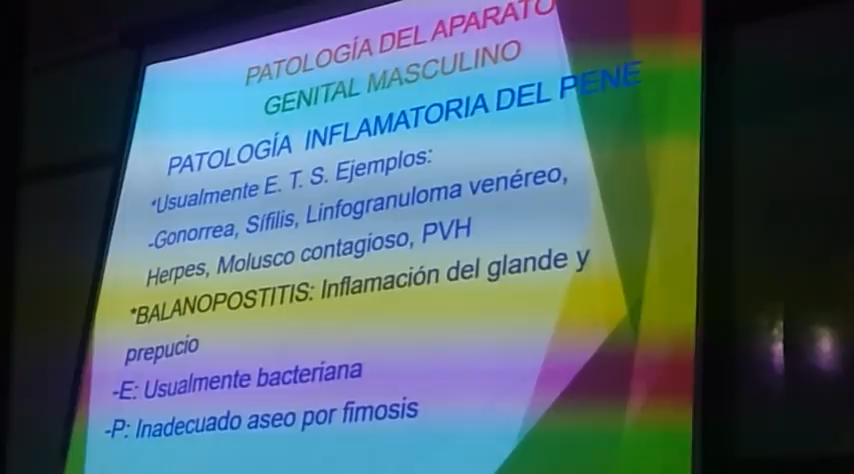 PATOLOGÍA DEL APARATO
GENITAL MASCULINO
PATOLOGÍA INFLAMATORIA DEL PENE
*Usualmente E. T. S. Ejemplos:
-Gonorrea, Sífilis, Linfogranuloma venéreo,
Herpes, Molusco contagioso, PVH
*BALANOPOSTITIS: Inflamación del glande y
prepucio
-E: Usualmente bacteriana
-P: Inadecuado aseo por fimosis